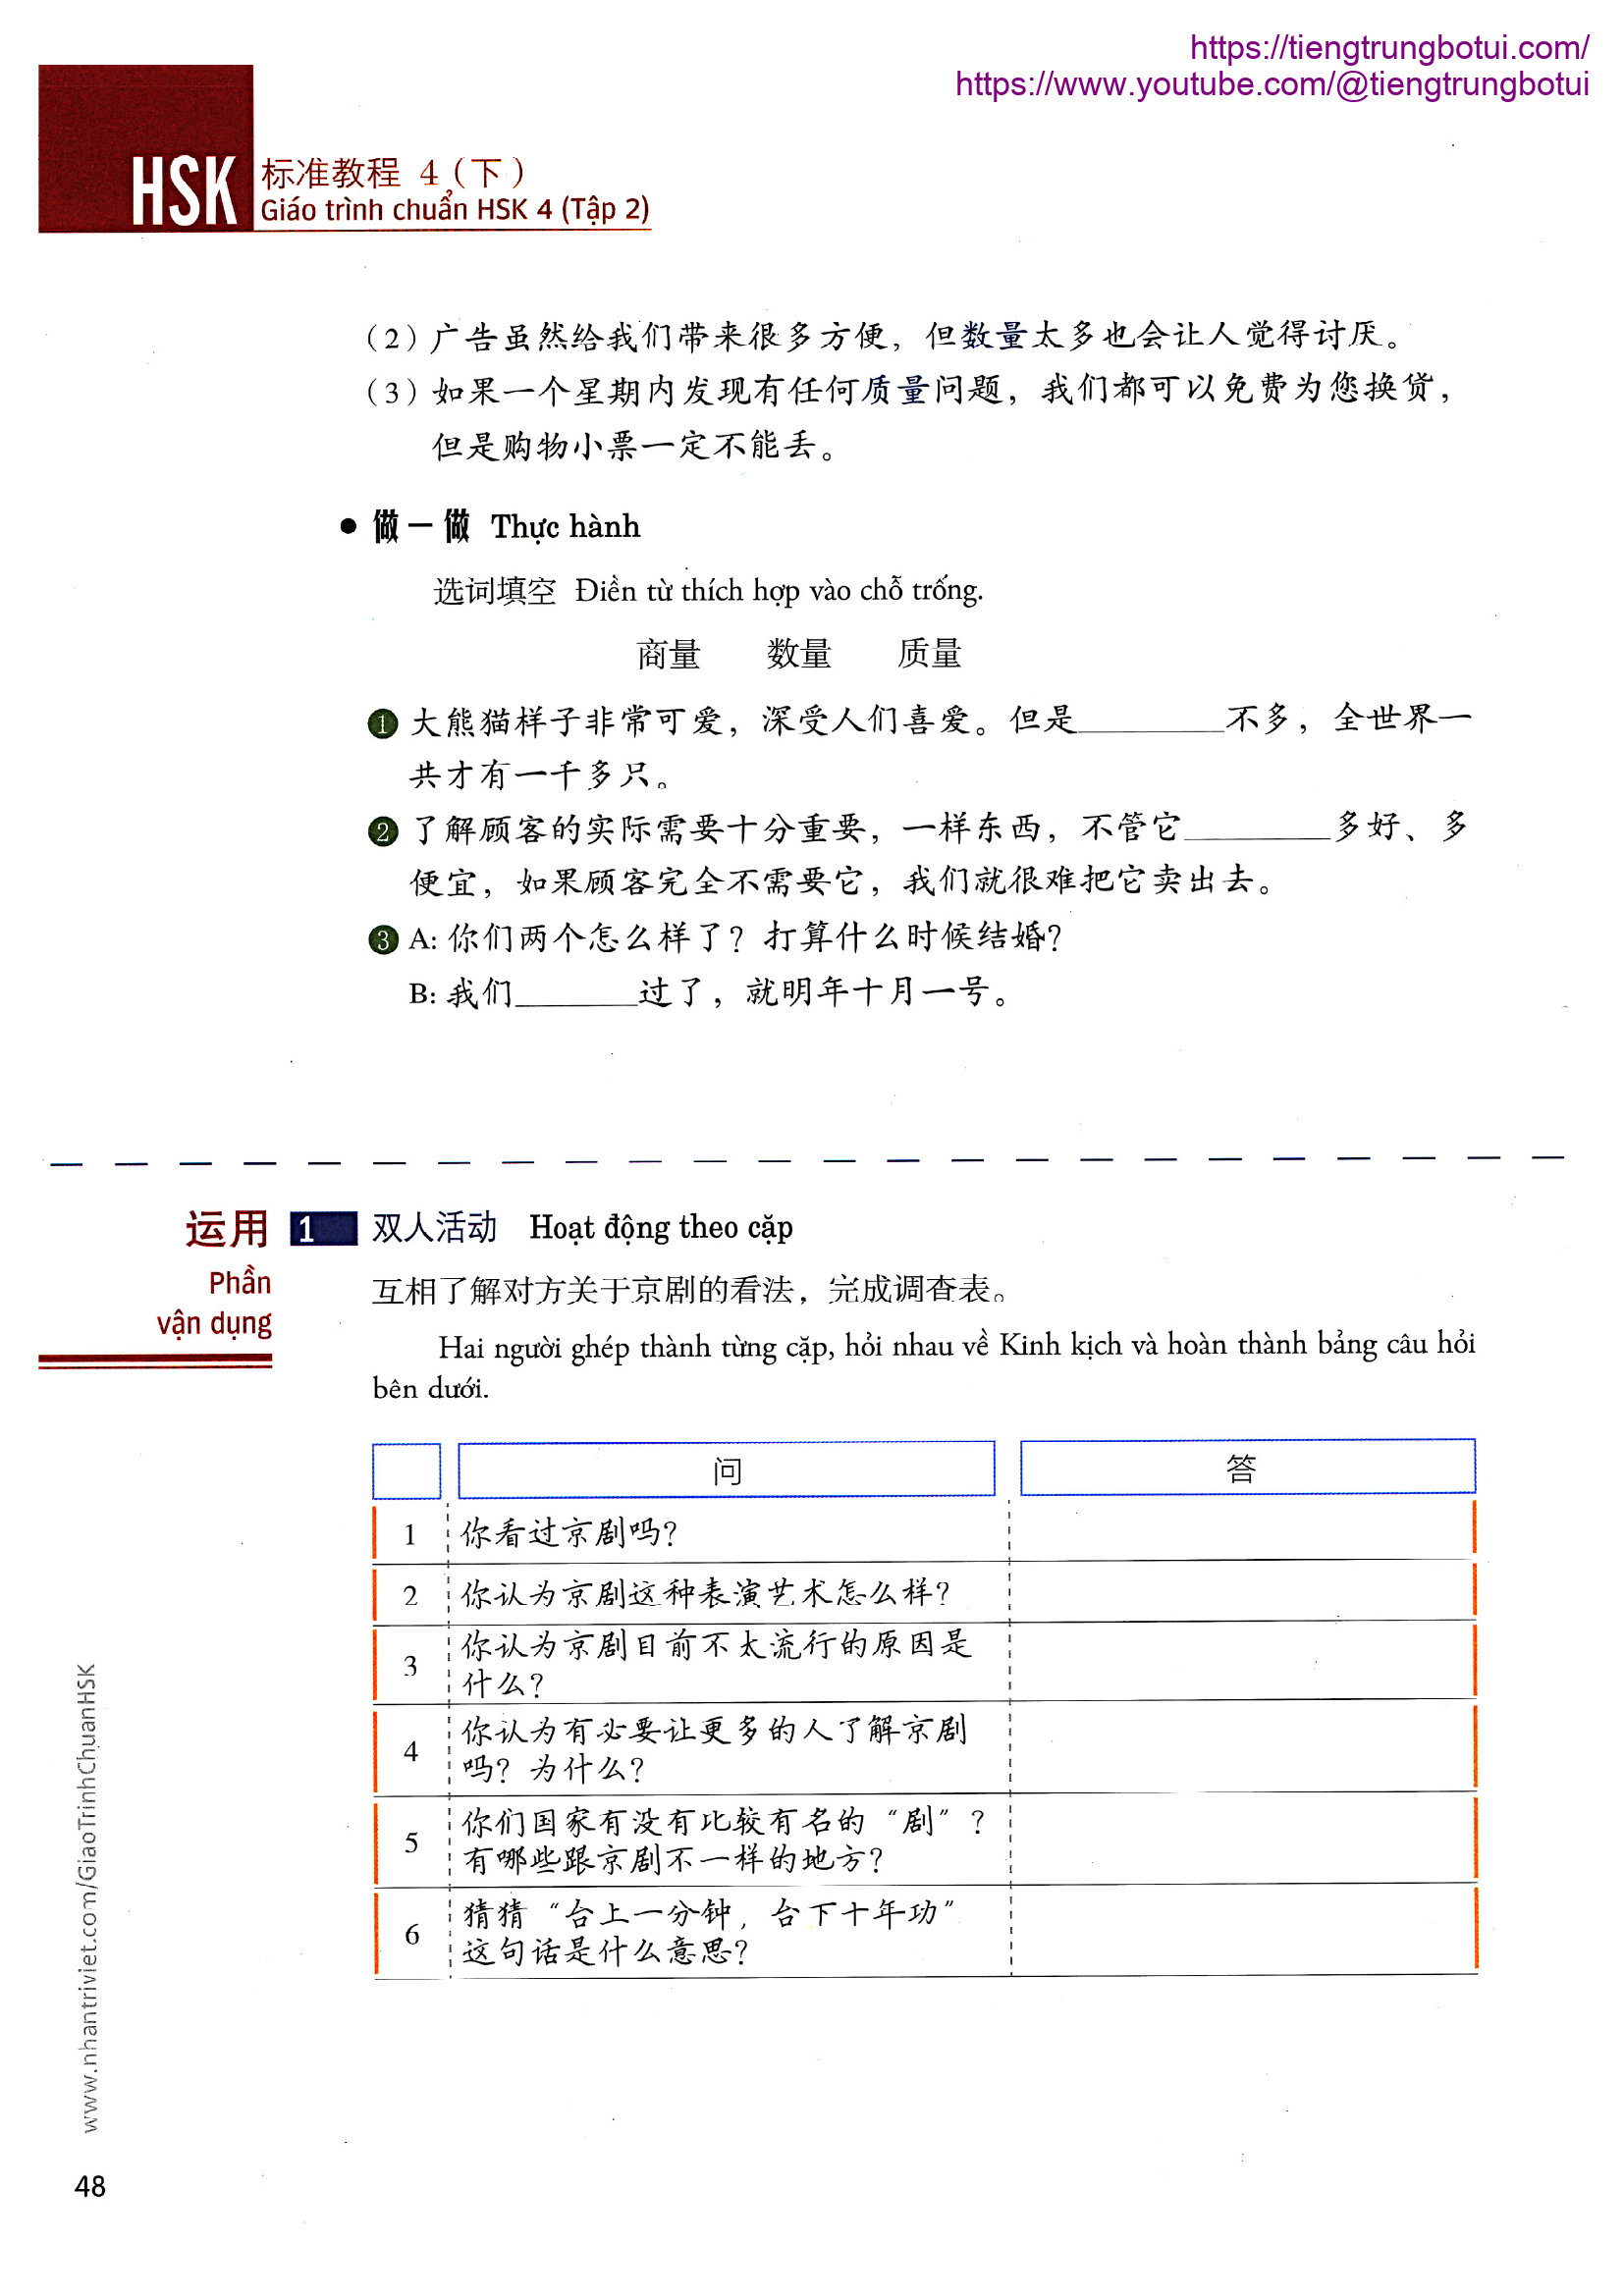 https://tiengtrungbotui.com/
https://www.youtube.com/@tiengtrungbotui
HSK 标准教程 4（下）
Giáo trình chuẩn HSK 4 (Tập 2)
（2）广告虽然给我们带来很多方便，但数量太多也会让人觉得讨厌。
（3）如果一个星期内发现有任何质量问题，我们都可以免费为您换货，
但是购物小票一定不能丢。
● 做一做 Thực hành
选词填空 Điền từ thích hợp vào chỗ trống.
商量 数量 质量
1 大熊猫样子非常可爱，深受人们喜爱。但是________不多，全世界一
共才有一千多只。
2 了解顾客的实际需要十分重要，一样东西，不管它________多好、多
便宜，如果顾客完全不需要它，我们就很难把它卖出去。
3 A: 你们两个怎么样了？打算什么时候结婚？
B: 我们_______过了，就明年十月一号。
运用 1 双人活动 Hoạt động theo cặp
Phần
vận dụng
互相了解对方关于京剧的看法，完成调查表。
Hai người ghép thành từng cặp, hỏi nhau về Kinh kịch và hoàn thành bảng câu hỏi
bên dưới.
问 答
1 你看过京剧吗？
2 你认为京剧这种表演艺术怎么样？
3 你认为京剧目前不太流行的原因是
什么？
4 你认为有必要让更多的人了解京剧
吗？为什么？
5 你们国家有没有比较有名的“剧”？
有哪些跟京剧不一样的地方？
6 猜猜“台上一分钟，台下十年功”
这句话是什么意思？
www.nhantriviet.com/GiaoTrinhChuanHSK
48